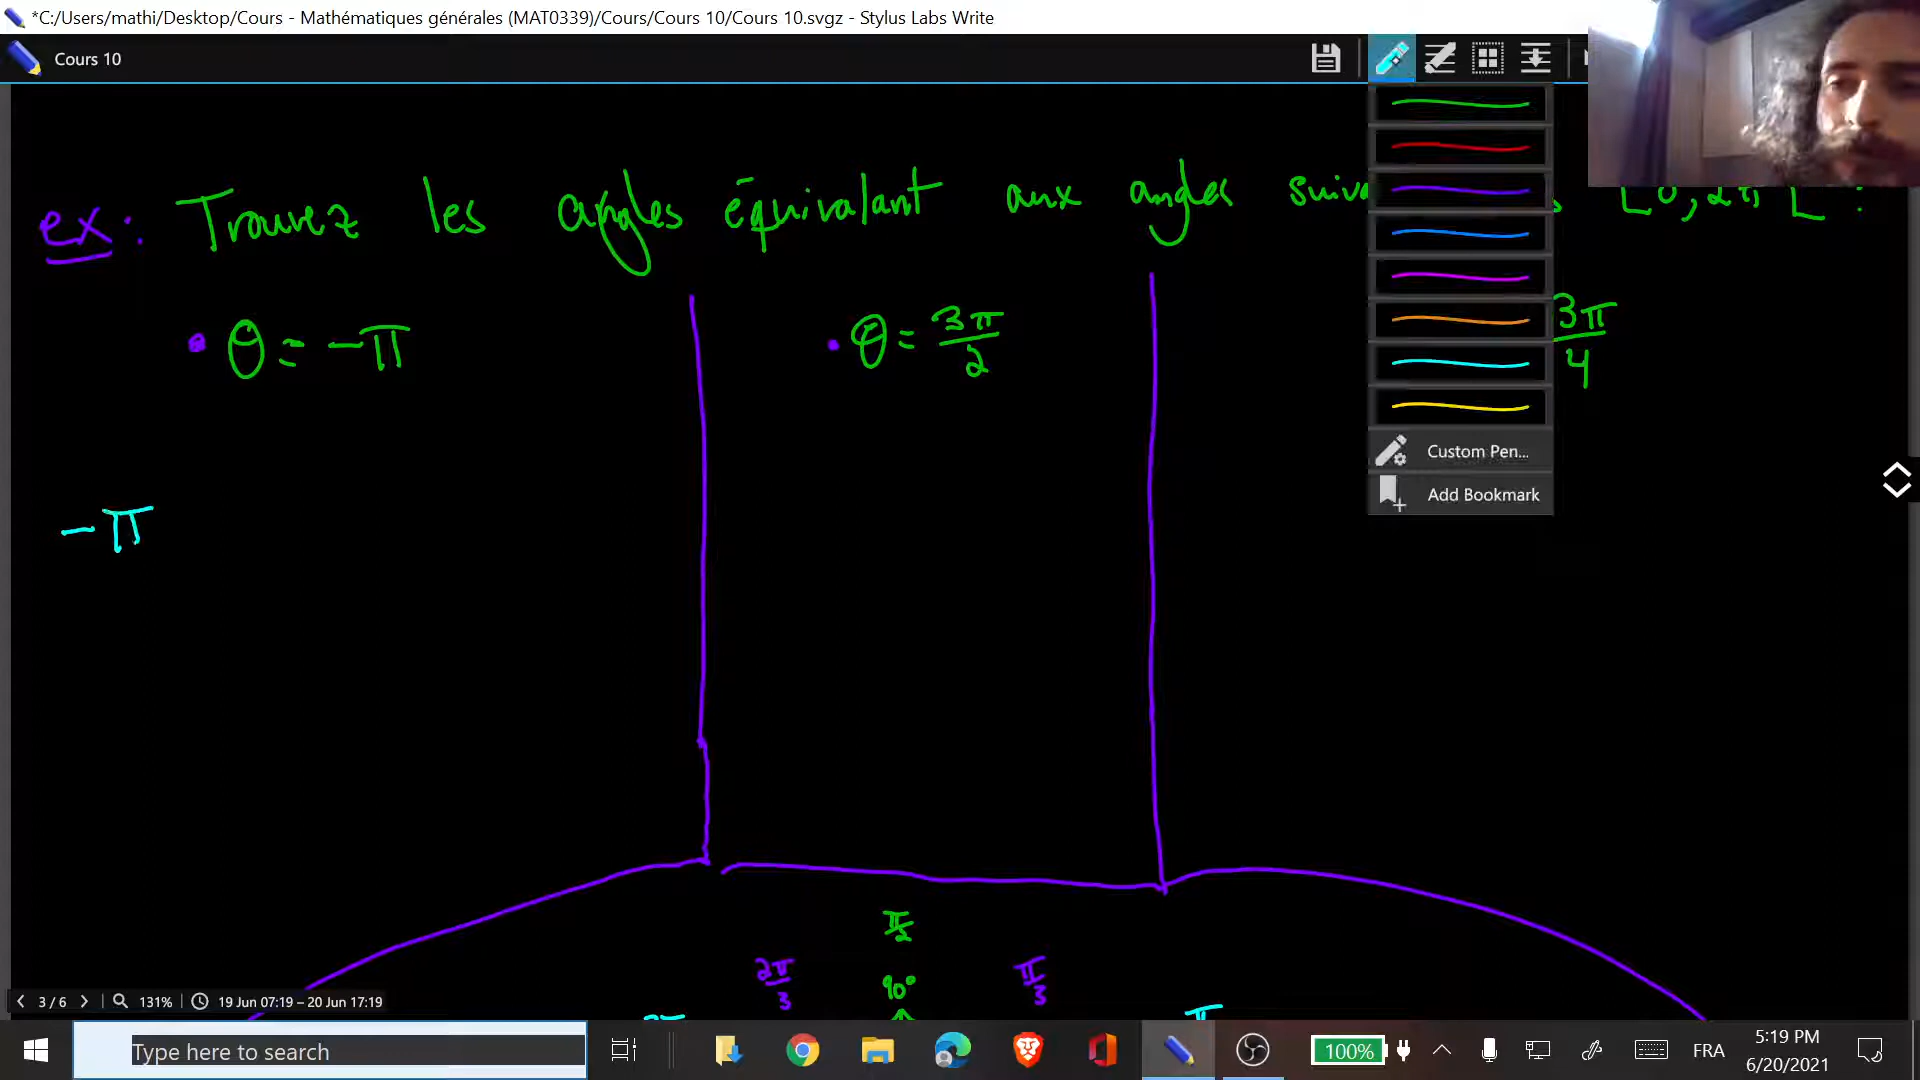 *C:/Users/mathi/Desktop/Cours - Mathématiques générales (MAT0339)/Cours/Cours 10/Cours 10.svgz - Stylus Labs Write
Cours 10
ex: Trouvez les angles équivalant aux angles [0, 2π[ :
• θ = -π
• θ = 3π/2
3π/4
Custom Pen...
Add Bookmark
-π
π/2
2π/3
π/3
90°
3/6
131%
19 Jun 07:19 – 20 Jun 17:19
Type here to search
100%
FRA
5:19 PM
6/20/2021